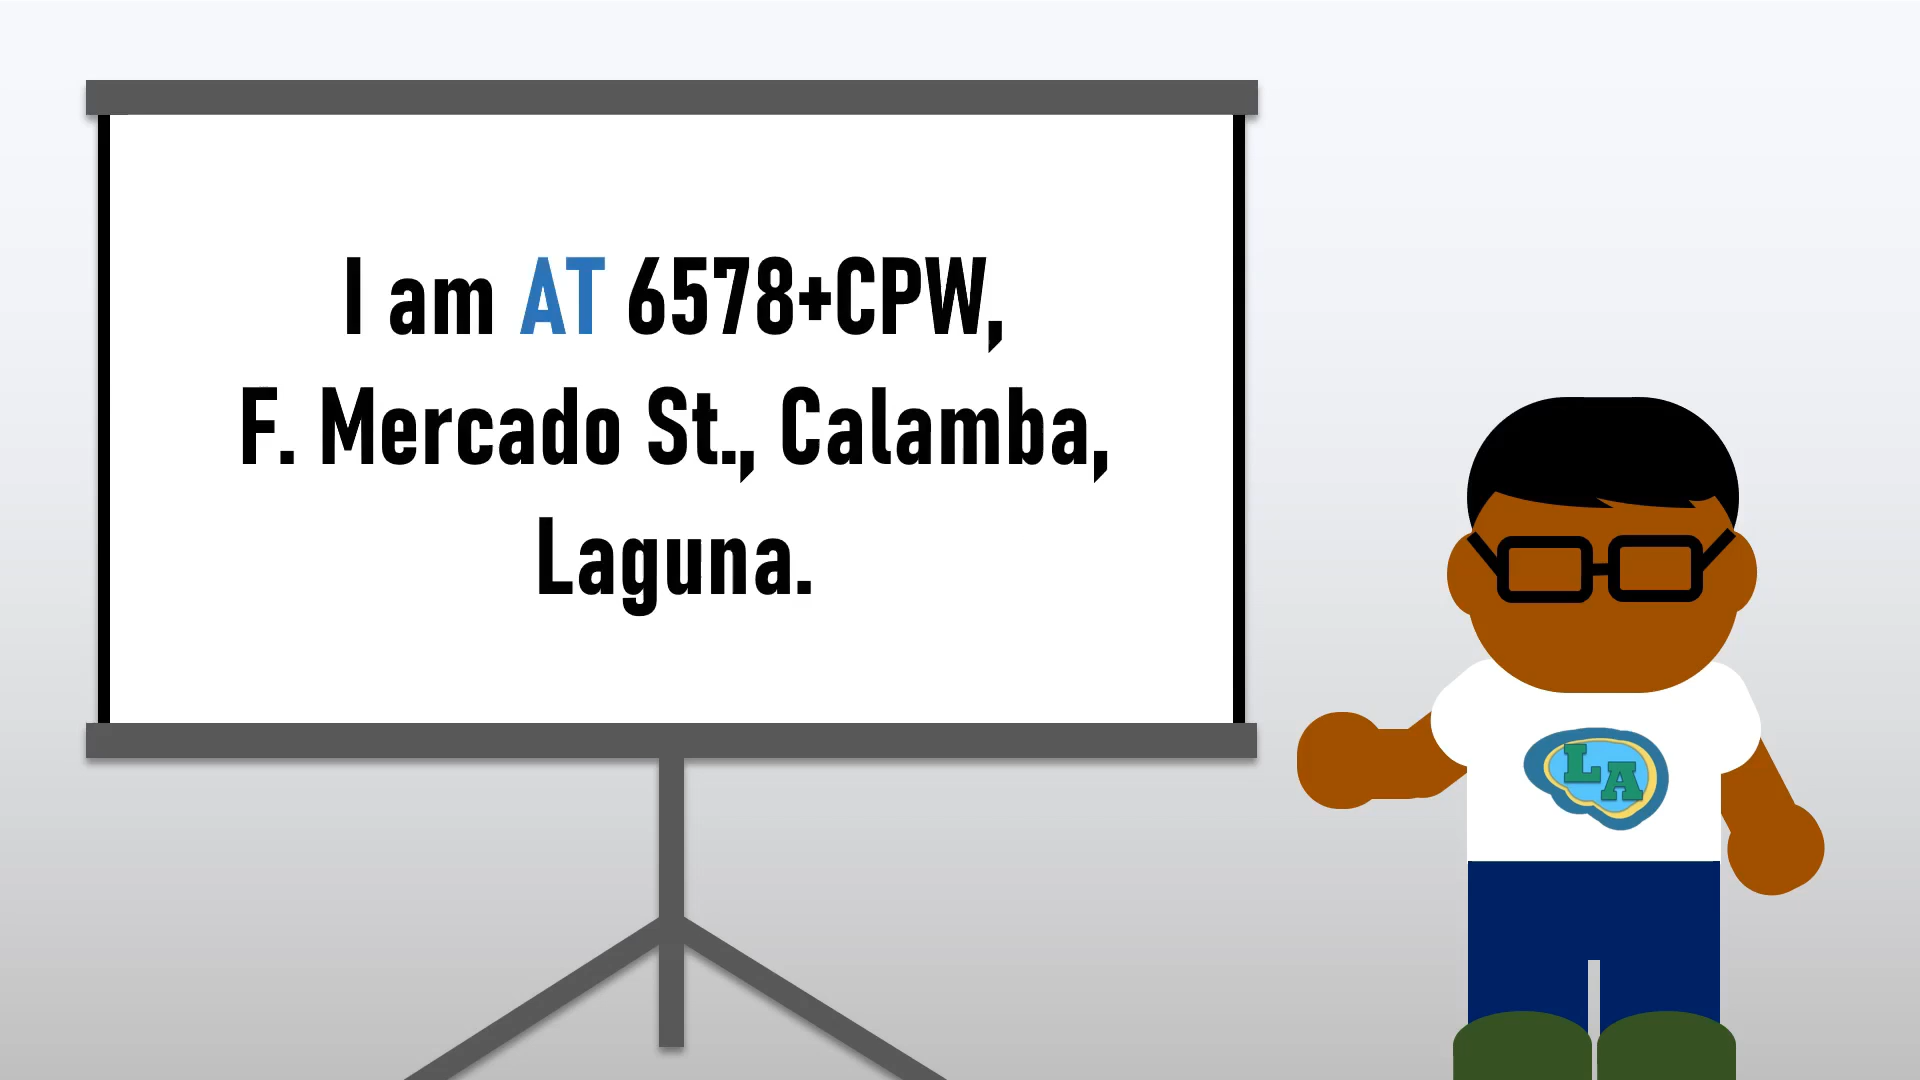 I am AT 6578+CPW,
F. Mercado St., Calamba,
Laguna.
LA